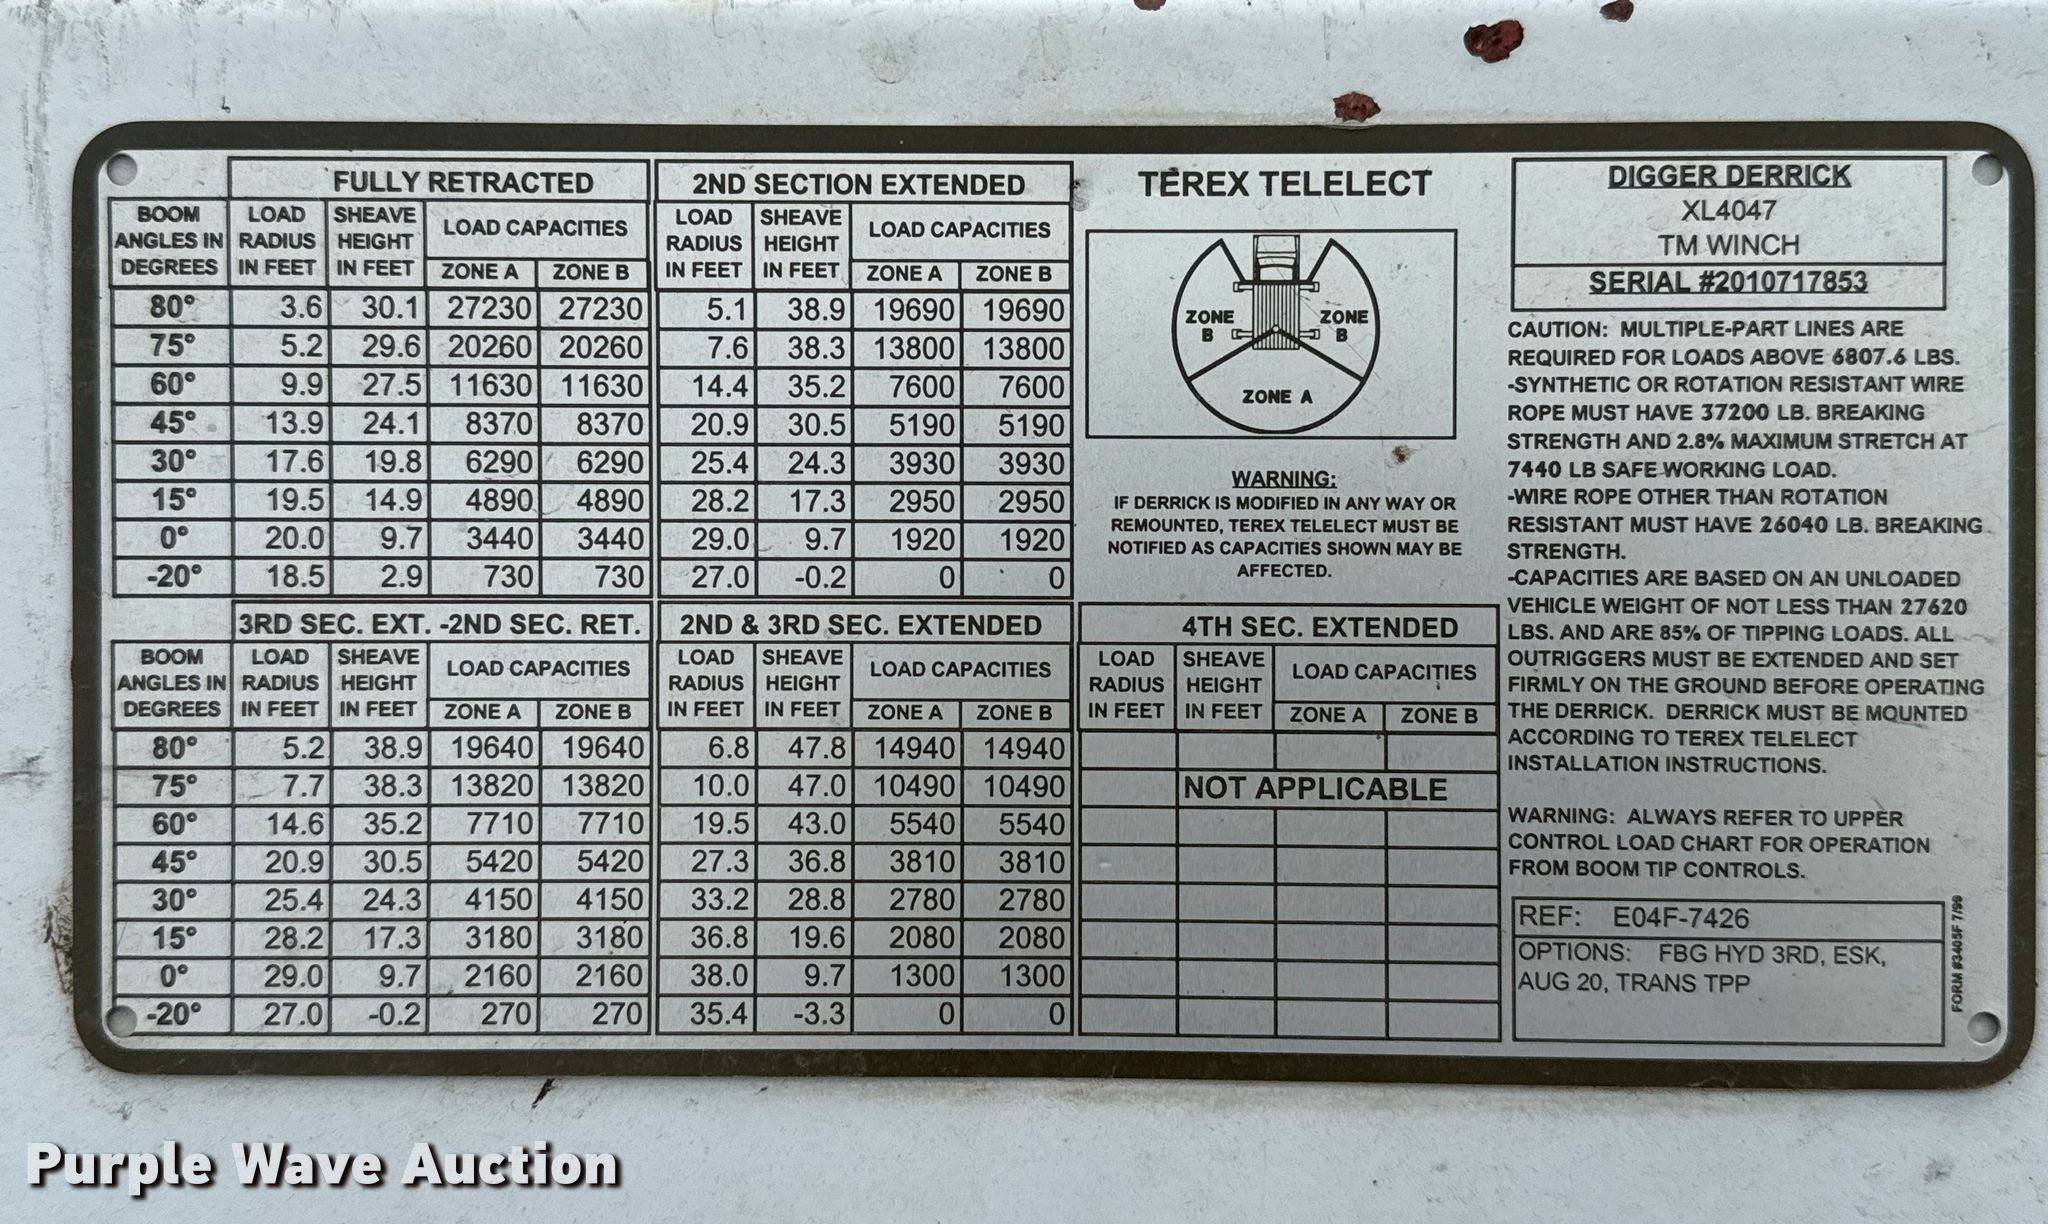 FULLY RETRACTED
BOOM ANGLES IN DEGREES | LOAD RADIUS IN FEET | SHEAVE HEIGHT IN FEET | LOAD CAPACITIES ZONE A | ZONE B
80° 3.6 30.1 27230 27230
75° 5.2 29.6 20260 20260
60° 9.9 27.5 11630 11630
45° 13.9 24.1 8370 8370
30° 17.6 19.8 6290 6290
15° 19.5 14.9 4890 4890
0° 20.0 9.7 3440 3440
-20° 18.5 2.9 730 730
2ND SECTION EXTENDED
LOAD RADIUS IN FEET | SHEAVE HEIGHT IN FEET | LOAD CAPACITIES ZONE A | ZONE B
5.1 38.9 19690 19690
7.6 38.3 13800 13800
14.4 35.2 7600 7600
20.9 30.5 5190 5190
25.4 24.3 3930 3930
28.2 17.3 2950 2950
29.0 9.7 1920 1920
27.0 -0.2 0 0
3RD SEC. EXT. -2ND SEC. RET.
BOOM ANGLES IN DEGREES | LOAD RADIUS IN FEET | SHEAVE HEIGHT IN FEET | LOAD CAPACITIES ZONE A | ZONE B
80° 5.2 38.9 19640 19640
75° 7.7 38.3 13820 13820
60° 14.6 35.2 7710 7710
45° 20.9 30.5 5420 5420
30° 25.4 24.3 4150 4150
15° 28.2 17.3 3180 3180
0° 29.0 9.7 2160 2160
-20° 27.0 -0.2 270 270
2ND & 3RD SEC. EXTENDED
LOAD RADIUS IN FEET | SHEAVE HEIGHT IN FEET | LOAD CAPACITIES ZONE A | ZONE B
6.8 47.8 14940 14940
10.0 47.0 10490 10490
19.5 43.0 5540 5540
27.3 36.8 3810 3810
33.2 28.8 2780 2780
36.8 19.6 2080 2080
38.0 9.7 1300 1300
35.4 -3.3 0 0
TEREX TELELECT
ZONE B
ZONE B
ZONE A
WARNING:
IF DERRICK IS MODIFIED IN ANY WAY OR
REMOUNTED, TEREX TELELECT MUST BE
NOTIFIED AS CAPACITIES SHOWN MAY BE
AFFECTED.
4TH SEC. EXTENDED
LOAD RADIUS IN FEET | SHEAVE HEIGHT IN FEET | LOAD CAPACITIES ZONE A | ZONE B
NOT APPLICABLE
DIGGER DERRICK
XL4047
TM WINCH
SERIAL #2010717853
CAUTION: MULTIPLE-PART LINES ARE
REQUIRED FOR LOADS ABOVE 6807.6 LBS.
-SYNTHETIC OR ROTATION RESISTANT WIRE
ROPE MUST HAVE 37200 LB. BREAKING
STRENGTH AND 2.8% MAXIMUM STRETCH AT
7440 LB SAFE WORKING LOAD.
-WIRE ROPE OTHER THAN ROTATION
RESISTANT MUST HAVE 26040 LB. BREAKING
STRENGTH.
-CAPACITIES ARE BASED ON AN UNLOADED
VEHICLE WEIGHT OF NOT LESS THAN 27620
LBS. AND ARE 85% OF TIPPING LOADS. ALL
OUTRIGGERS MUST BE EXTENDED AND SET
FIRMLY ON THE GROUND BEFORE OPERATING
THE DERRICK. DERRICK MUST BE MOUNTED
ACCORDING TO TEREX TELELECT
INSTALLATION INSTRUCTIONS.
WARNING: ALWAYS REFER TO UPPER
CONTROL LOAD CHART FOR OPERATION
FROM BOOM TIP CONTROLS.
REF: E04F-7426
OPTIONS: FBG HYD 3RD, ESK,
AUG 20, TRANS TPP
FORM #3405F 7/99
Purple Wave Auction